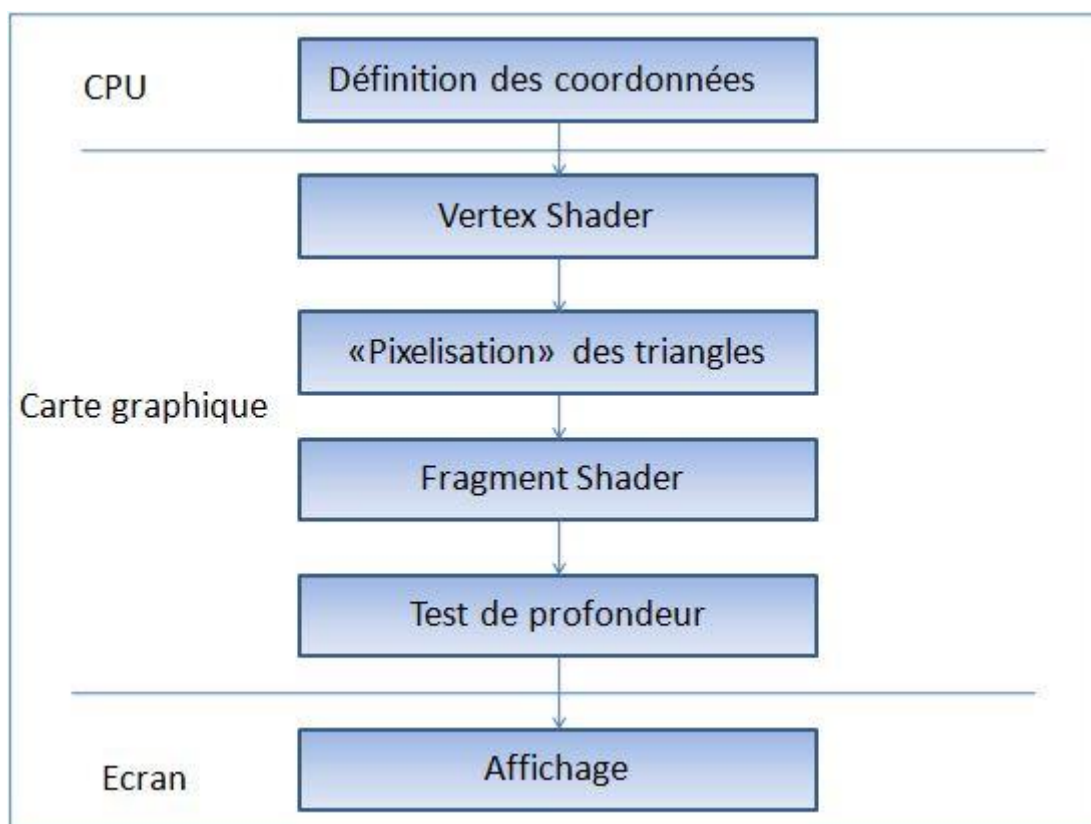 CPU
Définition des coordonnées
Vertex Shader
«Pixelisation» des triangles
Carte graphique
Fragment Shader
Test de profondeur
Ecran
Affichage